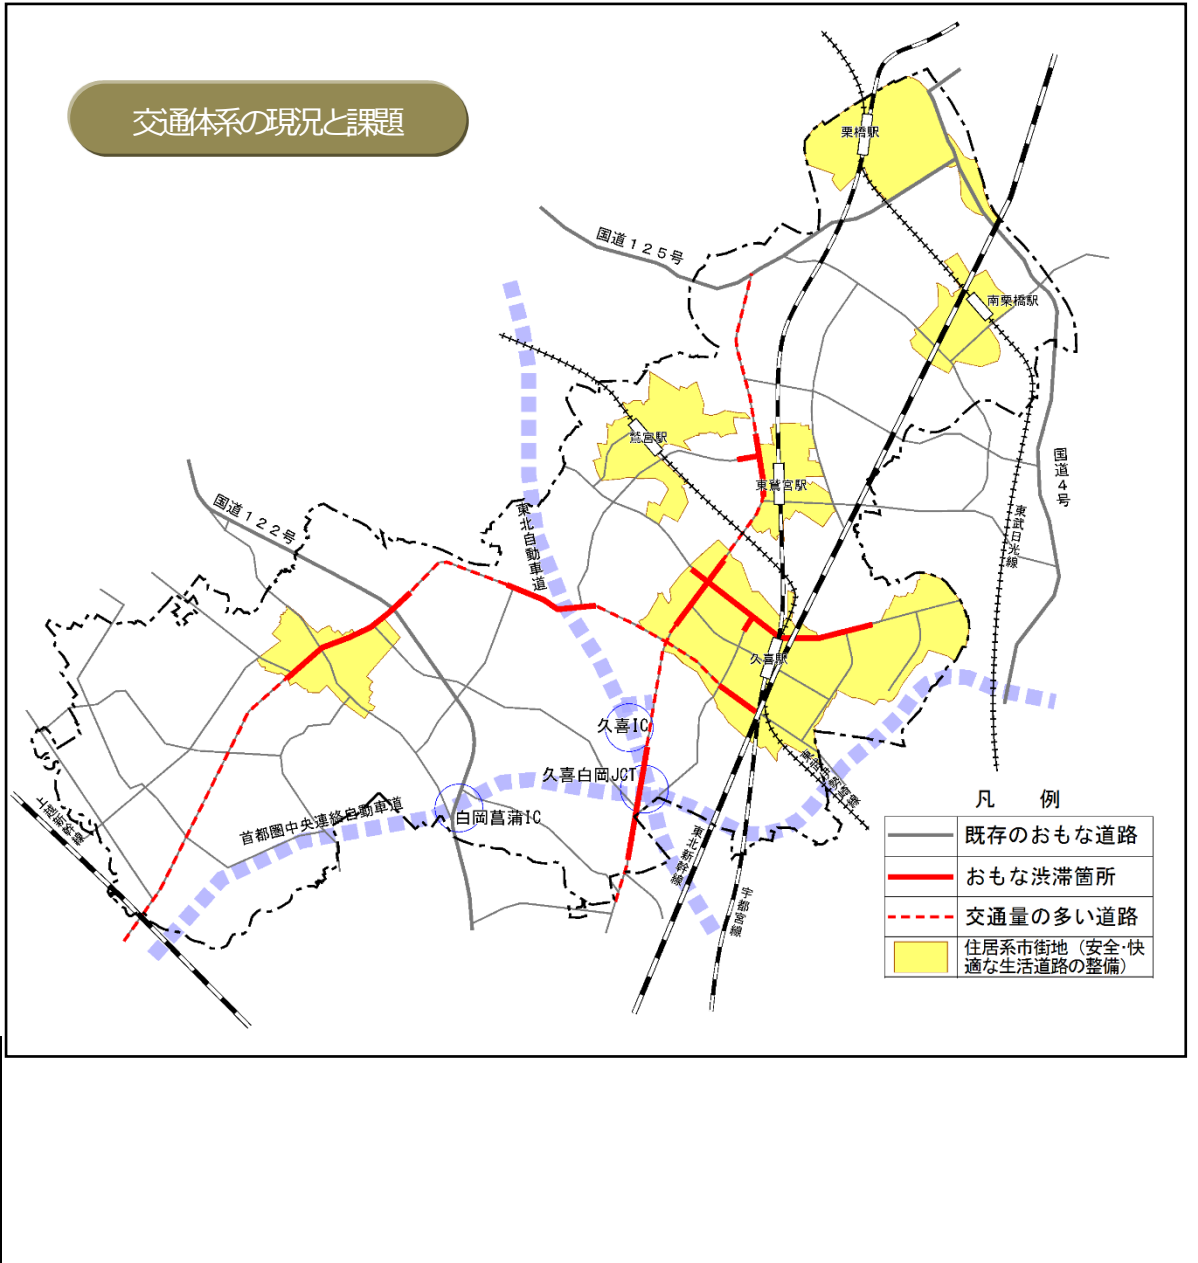 交通体系の現況と課題
栗橋駅
国道125号
南栗橋駅
鷲宮駅
東鷲宮駅
国道4号
国道122号
東北自動車道
東武日光線
久喜駅
久喜IC
久喜白岡JCT
東武伊勢崎線
白岡菖蒲IC
首都圏中央連絡自動車道
上越新幹線
東北新幹線
宇都宮線
凡 例
既存のおもな道路
おもな渋滞箇所
交通量の多い道路
住居系市街地（安全・快
適な生活道路の整備）